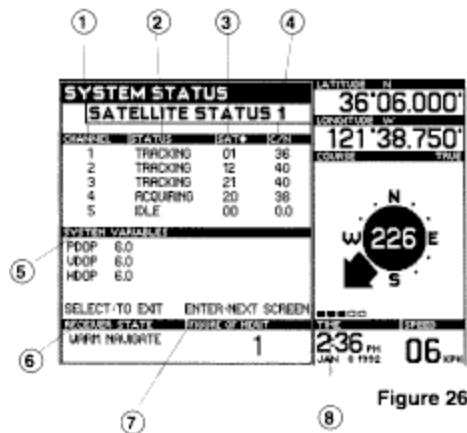 1 2 3 4
SYSTEM STATUS
SATELLITE STATUS 1
CHANNEL STATUS SAT# C/N
1 TRACKING 01 36
2 TRACKING 12 40
3 TRACKING 21 40
4 ACQUIRING 20 38
5 IDLE 00 0.0
SYSTEM VARIABLES
5
PDOP 6.0
VDOP 6.0
HDOP 6.0
SELECT-TO EXIT ENTER-NEXT SCREEN
RECEIVER STATE FIGURE OF MERIT
6
WARM NAVIGATE 1
LATITUDE N
36°06.000'
LONGITUDE W
121°38.750'
COURSE TRUE
N
W 226 E
S
TIME SPEED
2:36 PM 06 KPH
JAN 6 1992
7 8
Figure 26